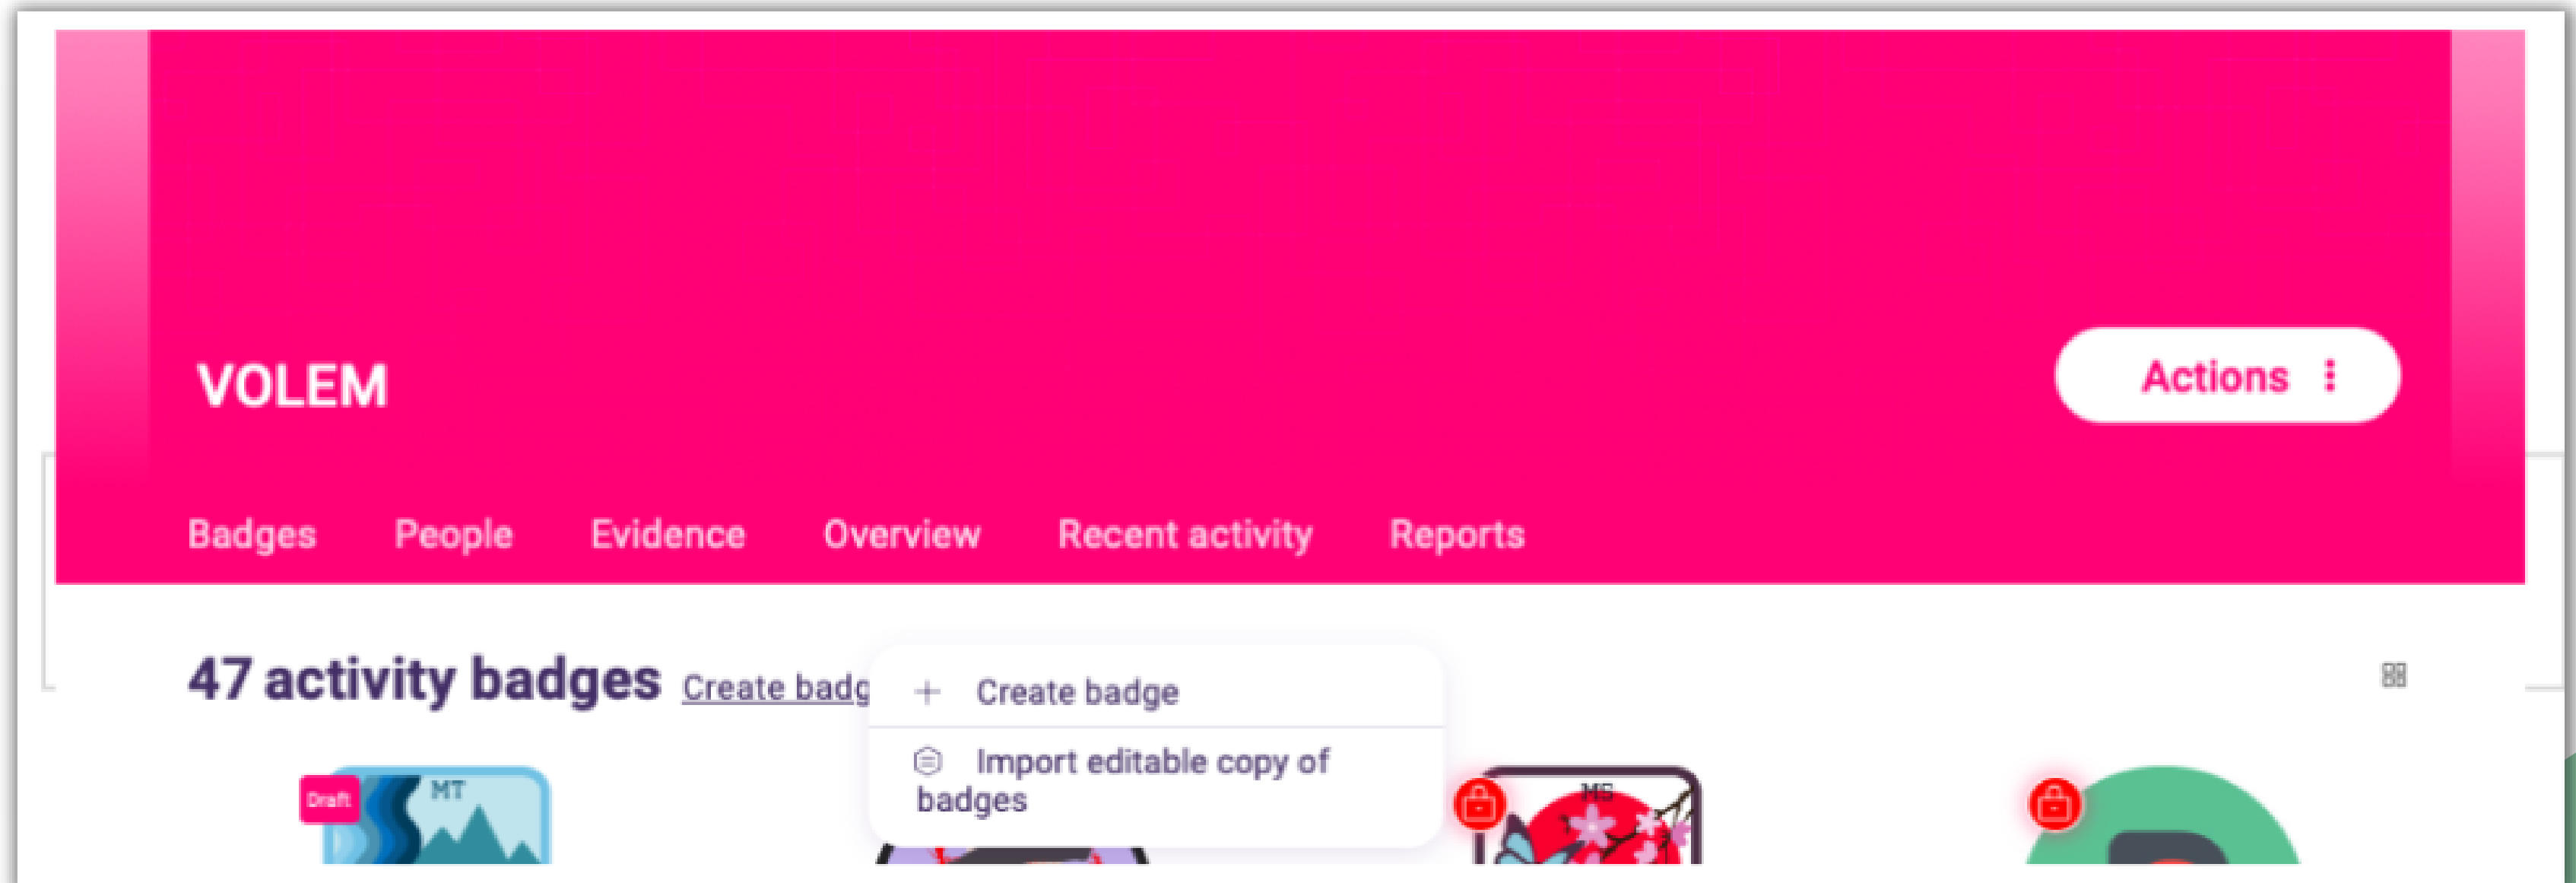 VOLEM
Actions
Badges People Evidence Overview Recent activity Reports
47 activity badges Create badg
Create badge
Import editable copy of
badges
Draft
MT
MS